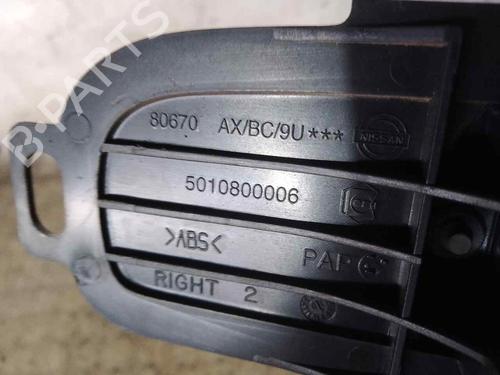 B-PARTS
80670 AX/BC/9U***
NISSAN
5010800006
>ABS<
PAP
RIGHT 2